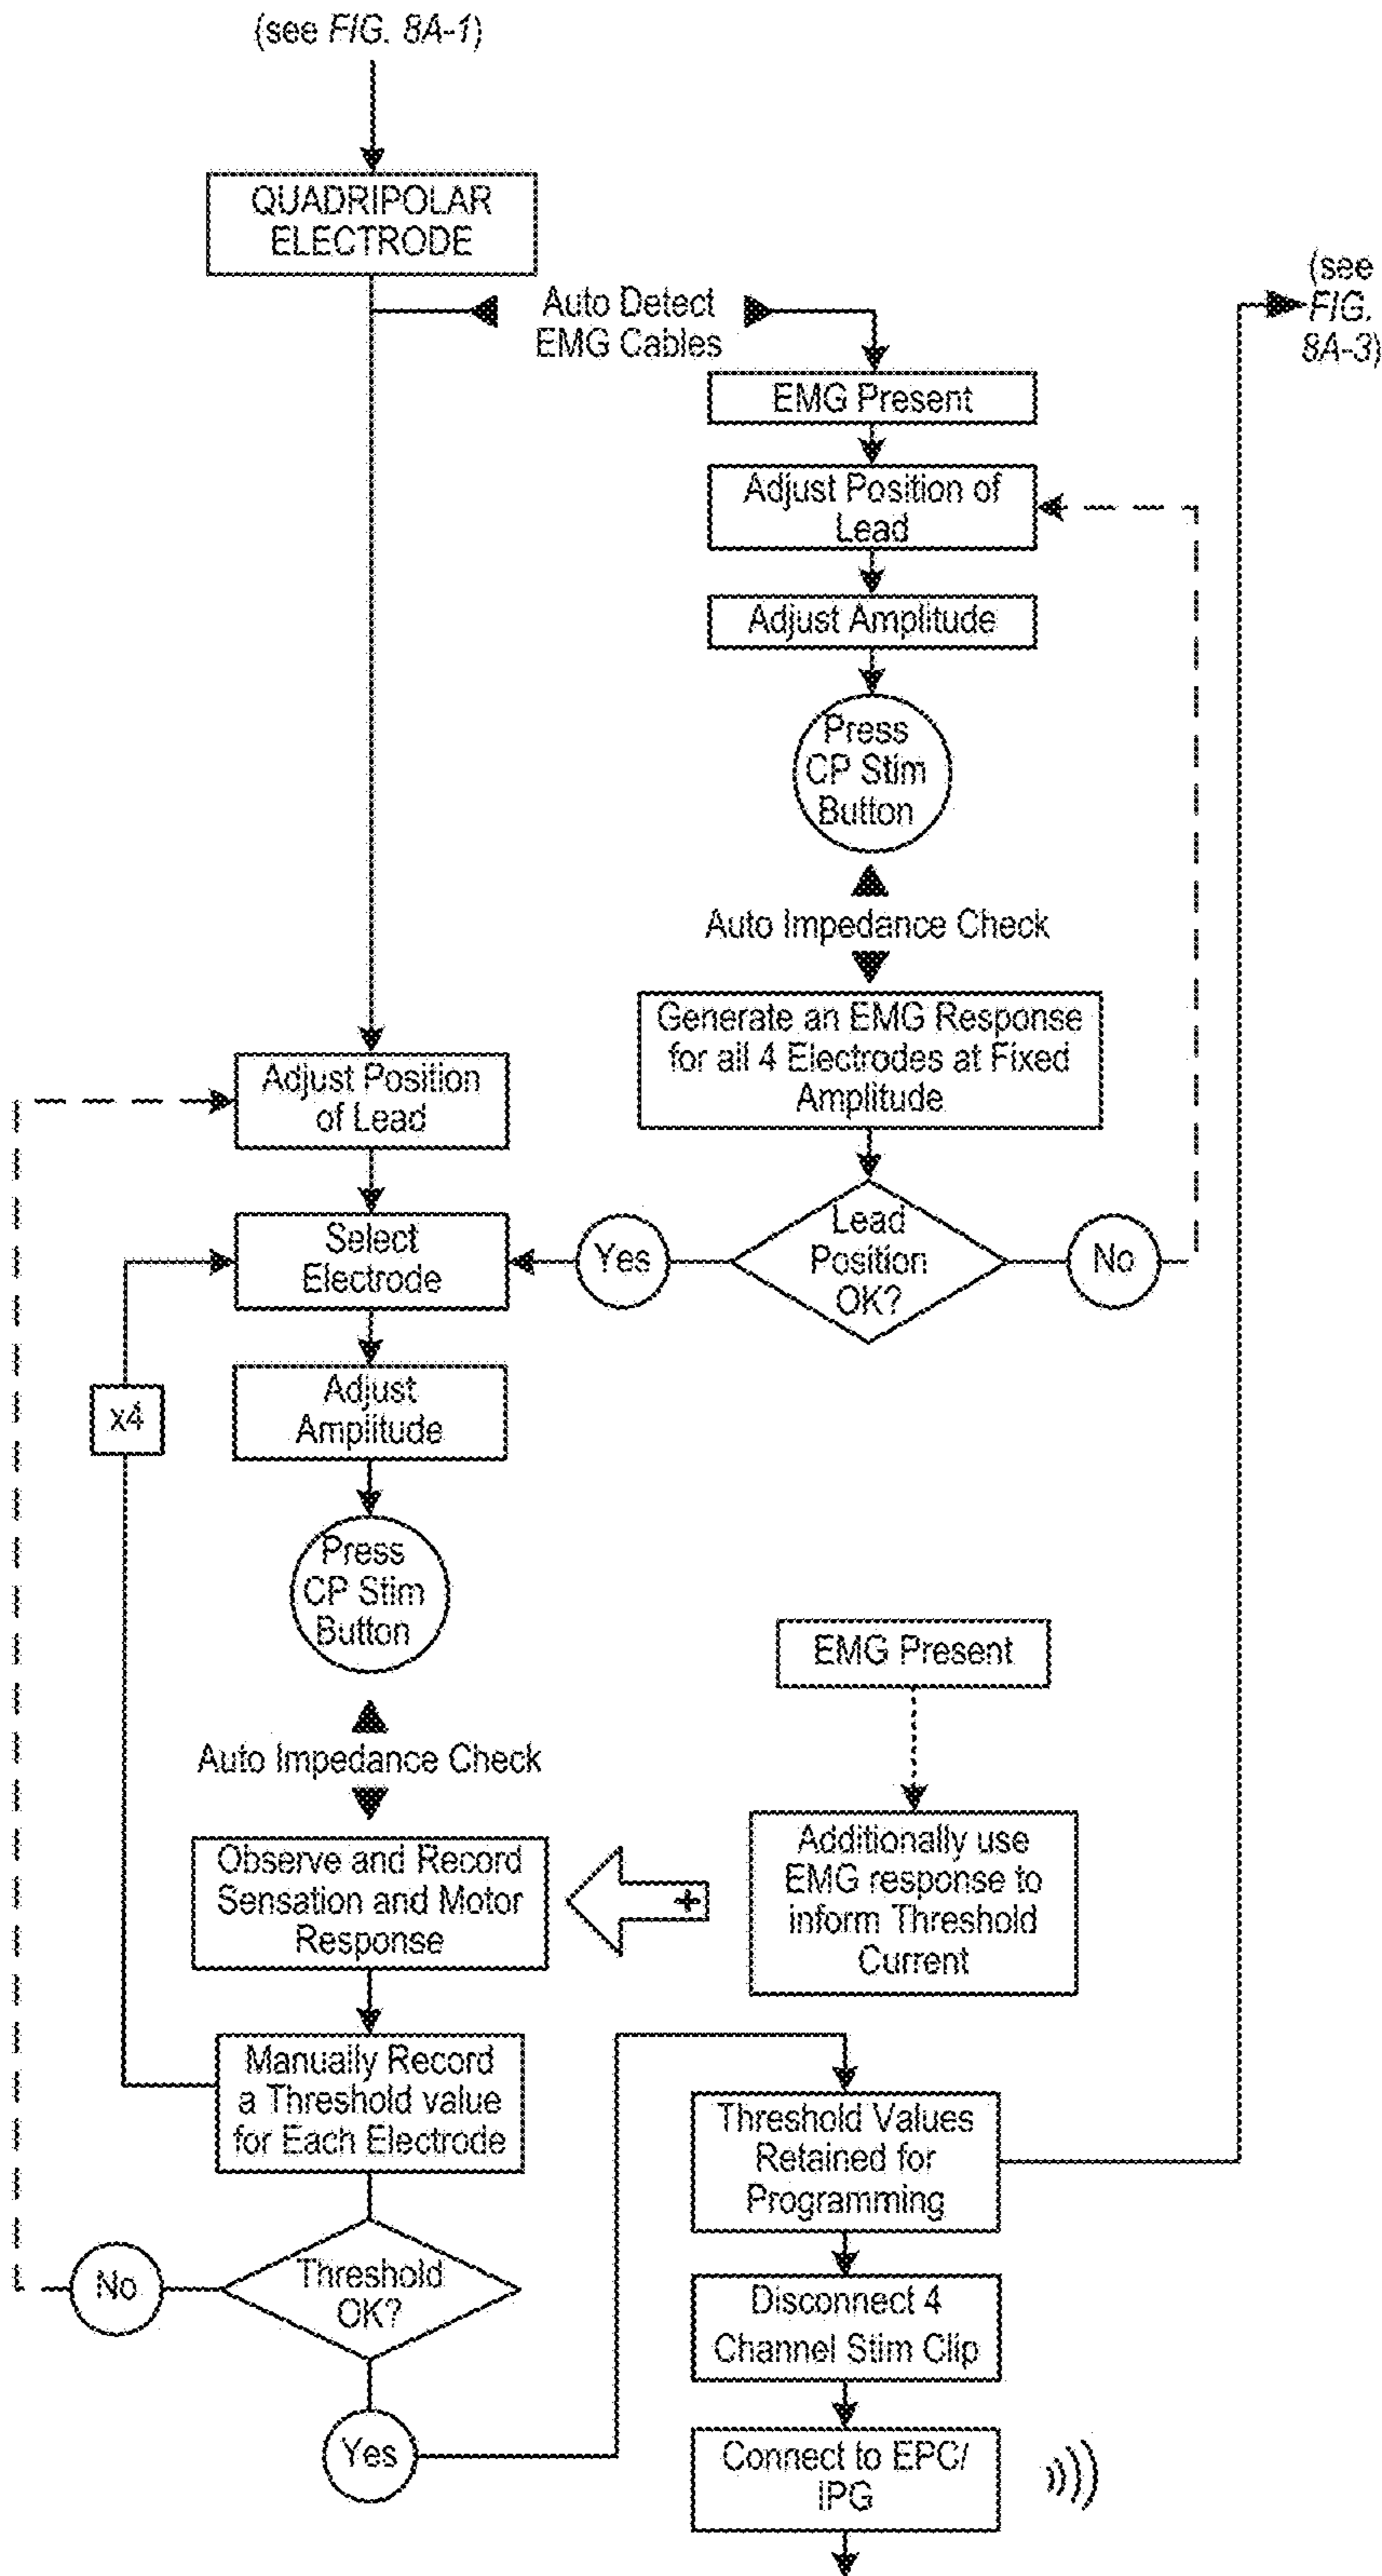 (see FIG. 8A-1)
QUADRIPOLAR
ELECTRODE
Auto Detect
EMG Cables
(see
FIG.
8A-3)
EMG Present
Adjust Position of
Lead
Adjust Amplitude
Press
CP Stim
Button
Auto Impedance Check
Generate an EMG Response
for all 4 Electrodes at Fixed
Amplitude
Adjust Position
of Lead
Select
Electrode
Yes
Lead
Position
OK?
No
x4
Adjust
Amplitude
Press
CP Stim
Button
EMG Present
Auto Impedance Check
Observe and Record
Sensation and Motor
Response
+
Additionally use
EMG response to
inform Threshold
Current
Manually Record
a Threshold value
for Each Electrode
Threshold Values
Retained for
Programming
No
Threshold
OK?
Disconnect 4
Channel Stim Clip
Yes
Connect to EPC/
IPG